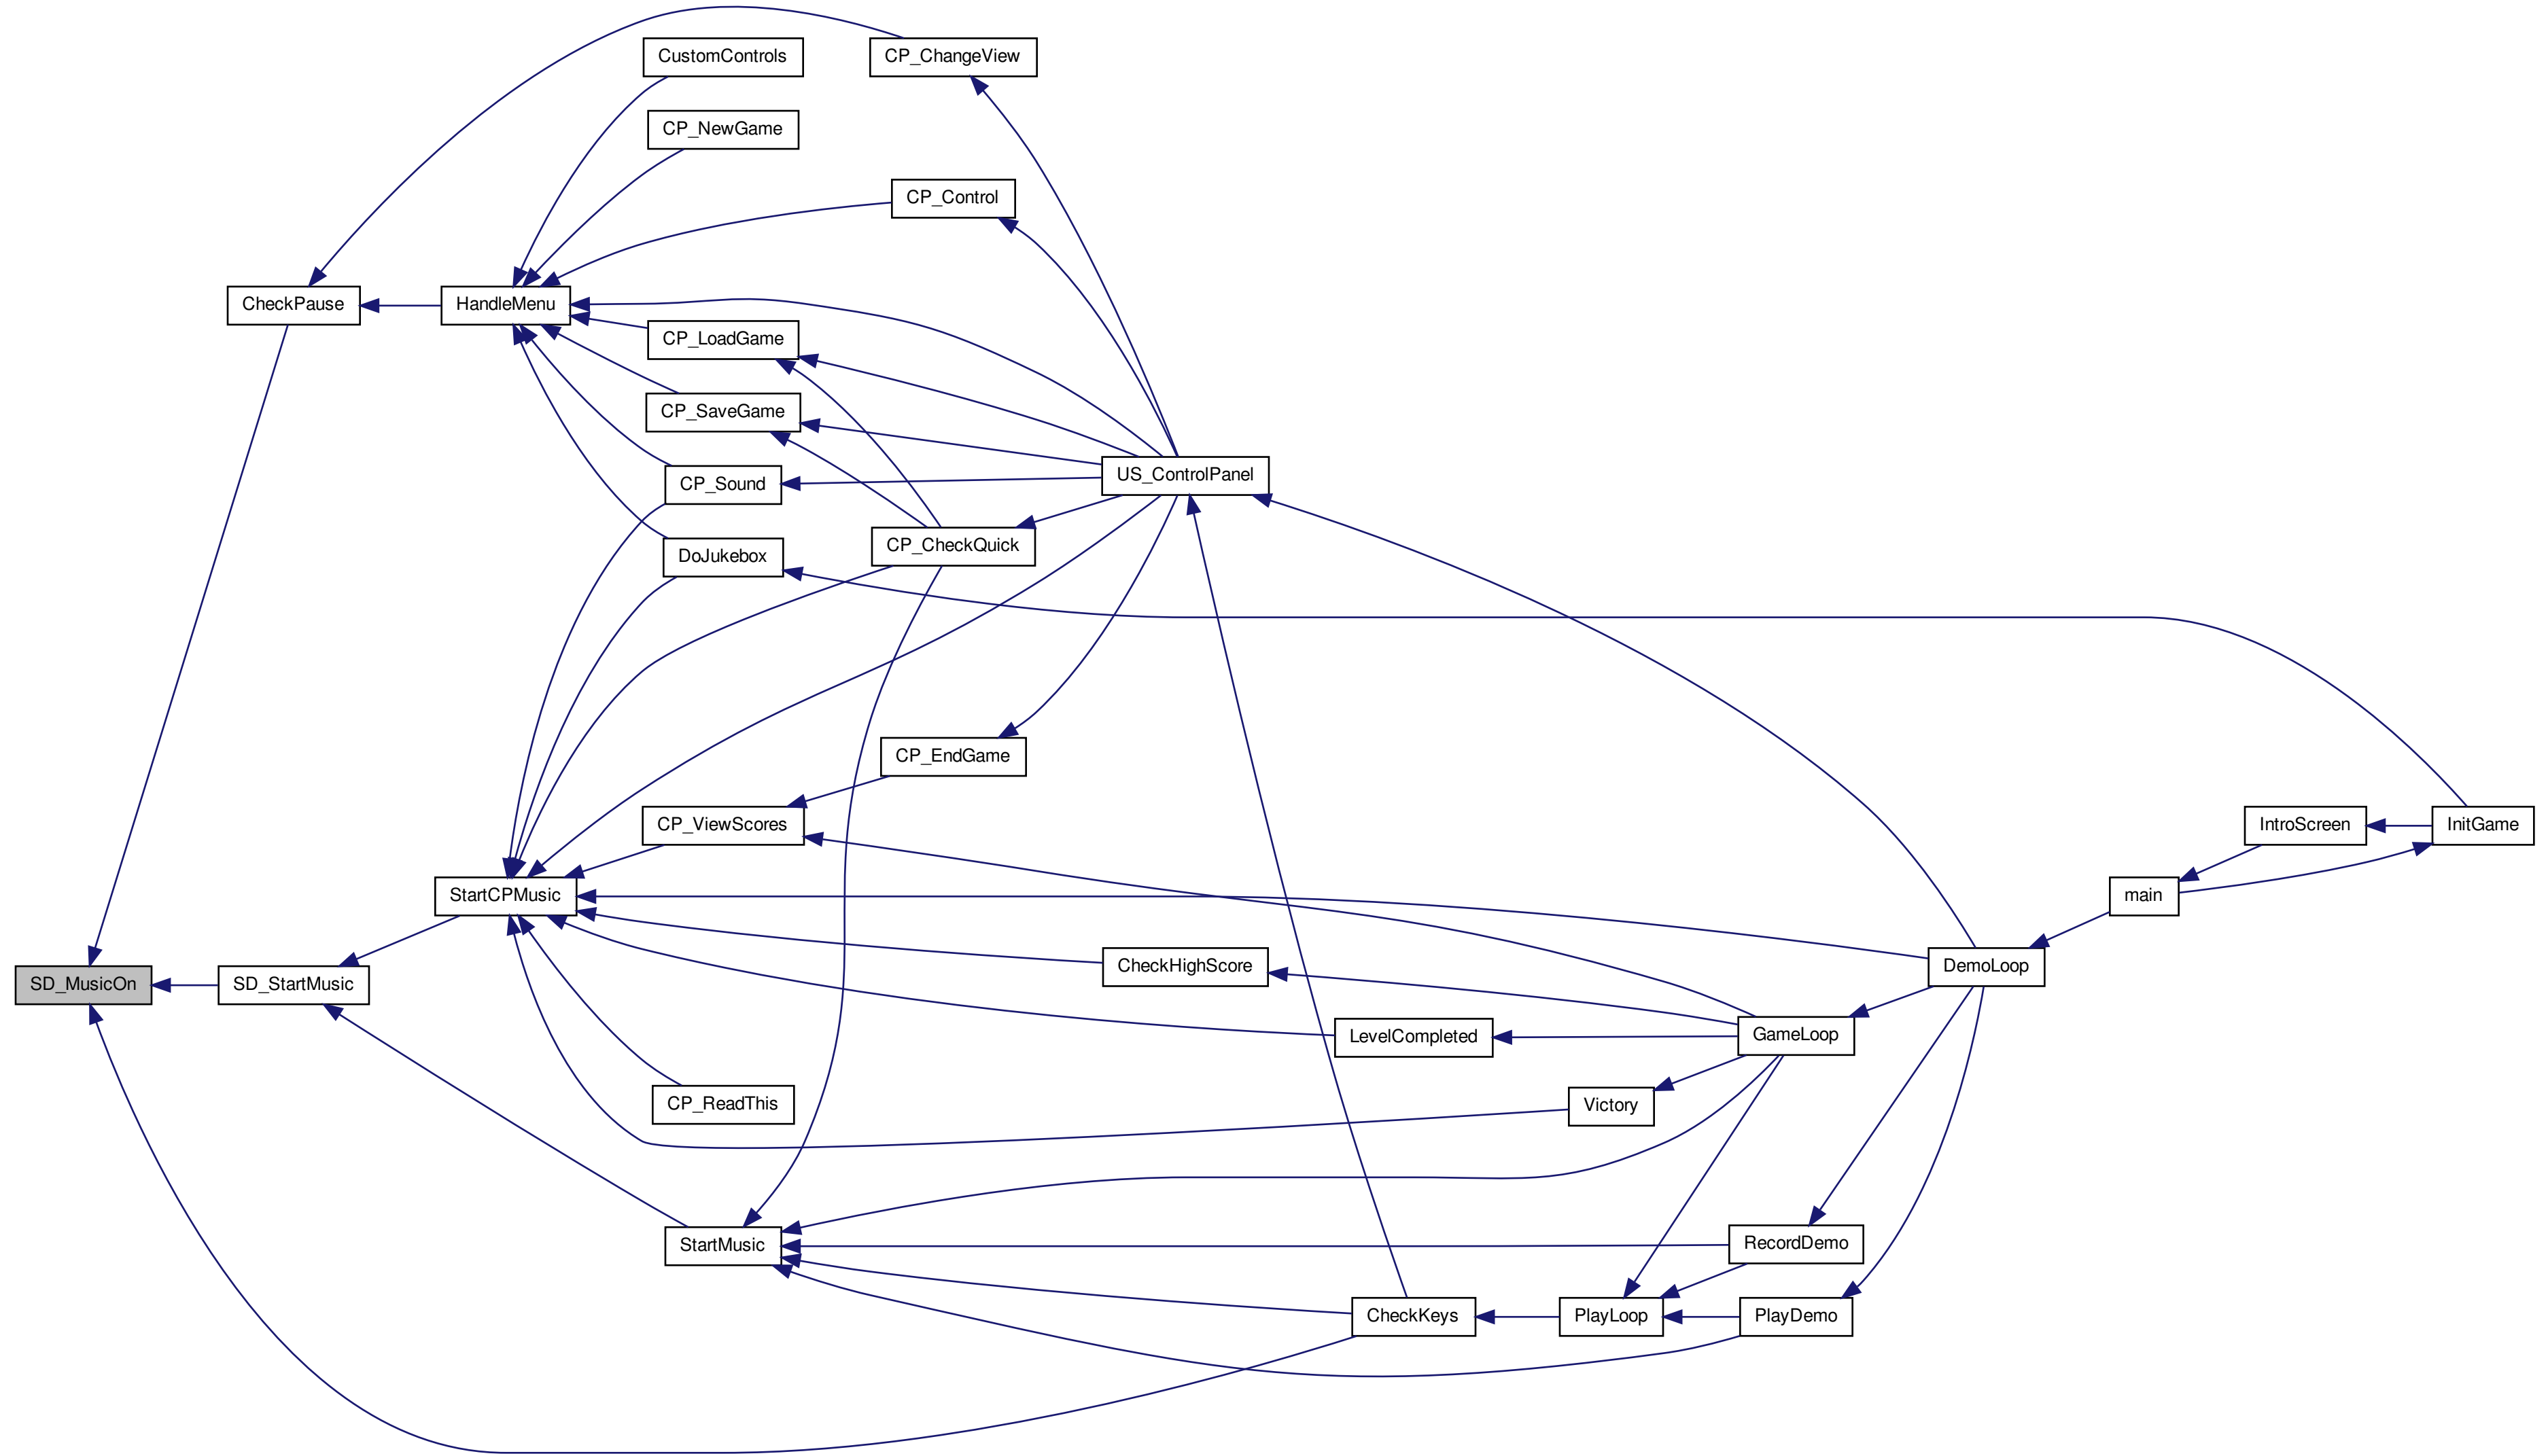 CustomControls
CP_ChangeView
CP_NewGame
CP_Control
CheckPause
HandleMenu
CP_LoadGame
CP_SaveGame
CP_Sound
US_ControlPanel
CP_CheckQuick
DoJukebox
CP_EndGame
CP_ViewScores
IntroScreen
InitGame
StartCPMusic
main
CheckHighScore
DemoLoop
SD_MusicOn
SD_StartMusic
LevelCompleted
GameLoop
CP_ReadThis
Victory
StartMusic
RecordDemo
CheckKeys
PlayLoop
PlayDemo